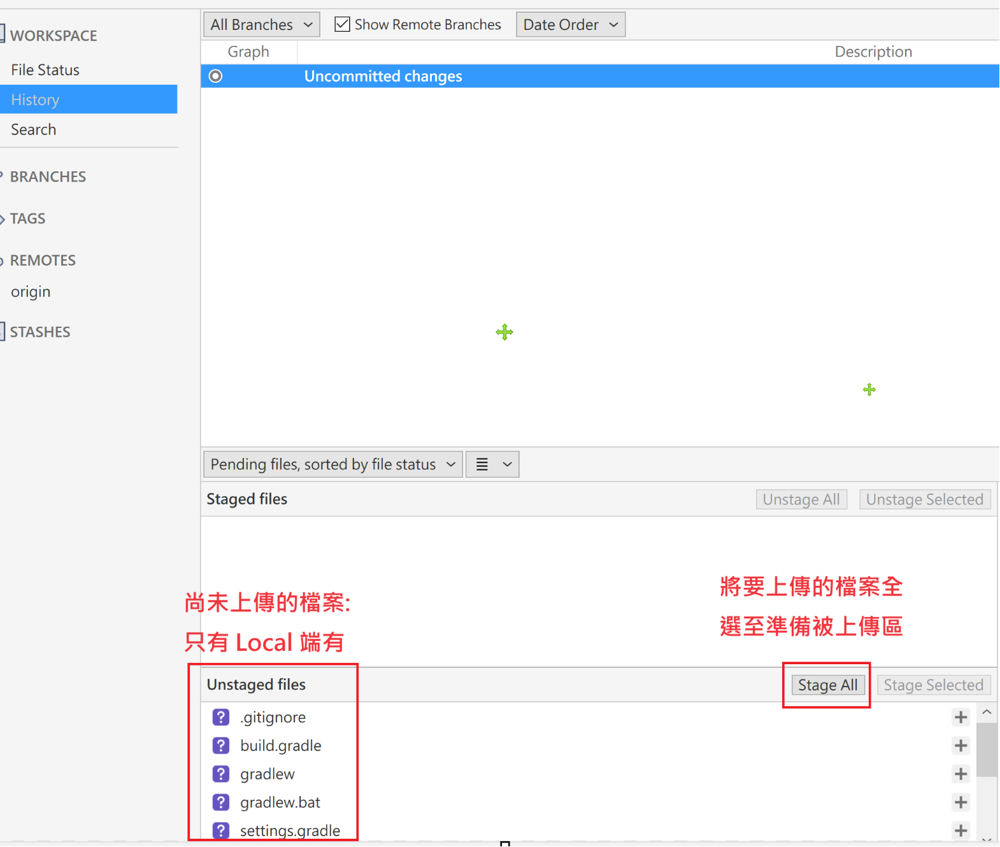 WORKSPACE
File Status
History
Search
BRANCHES
TAGS
REMOTES
origin
STASHES
All Branches
Show Remote Branches
Date Order
Graph
Description
Uncommitted changes
Pending files, sorted by file status
Staged files
Unstage All
Unstage Selected
尚未上傳的檔案:
只有 Local 端有
將要上傳的檔案全
選至準備被上傳區
Unstaged files
Stage All
Stage Selected
.gitignore
build.gradle
gradlew
gradlew.bat
settings.gradle